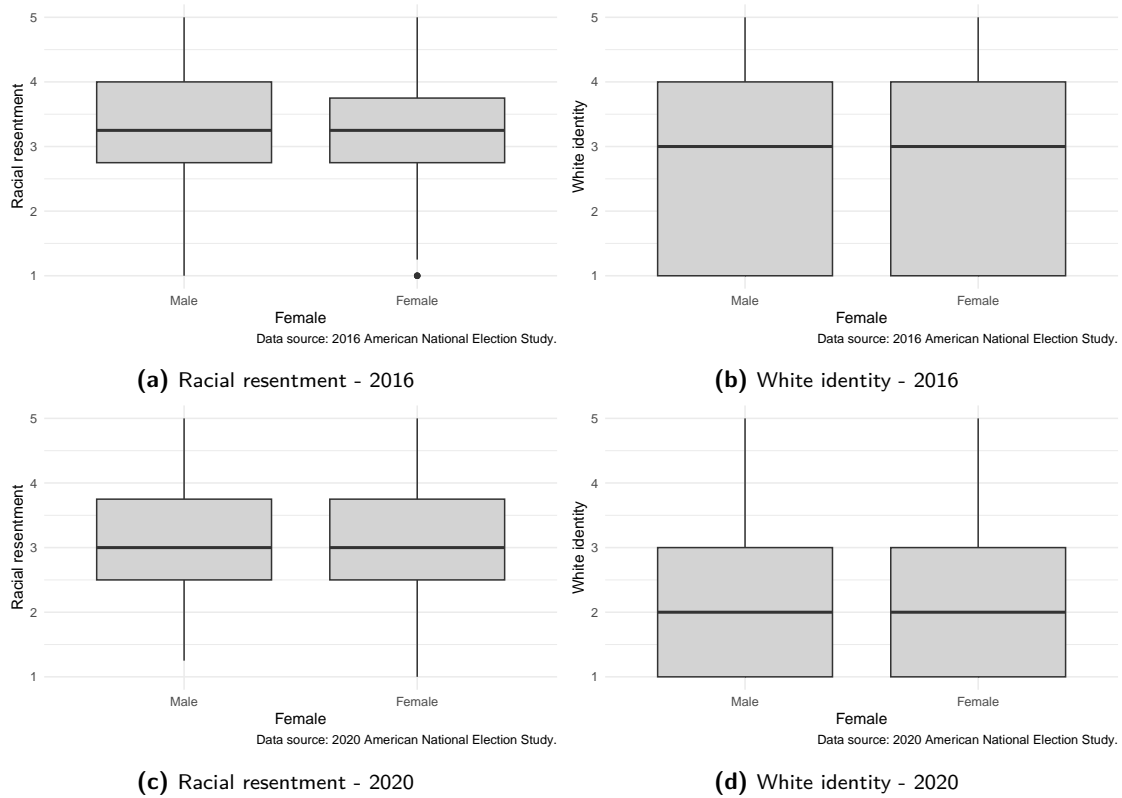 5
4
3
2
1
Racial resentment
Male
Female
Female
Data source: 2016 American National Election Study.
(a) Racial resentment - 2016
5
4
3
2
1
White identity
Male
Female
Female
Data source: 2016 American National Election Study.
(b) White identity - 2016
5
4
3
2
1
Racial resentment
Male
Female
Female
Data source: 2020 American National Election Study.
(c) Racial resentment - 2020
5
4
3
2
1
White identity
Male
Female
Female
Data source: 2020 American National Election Study.
(d) White identity - 2020